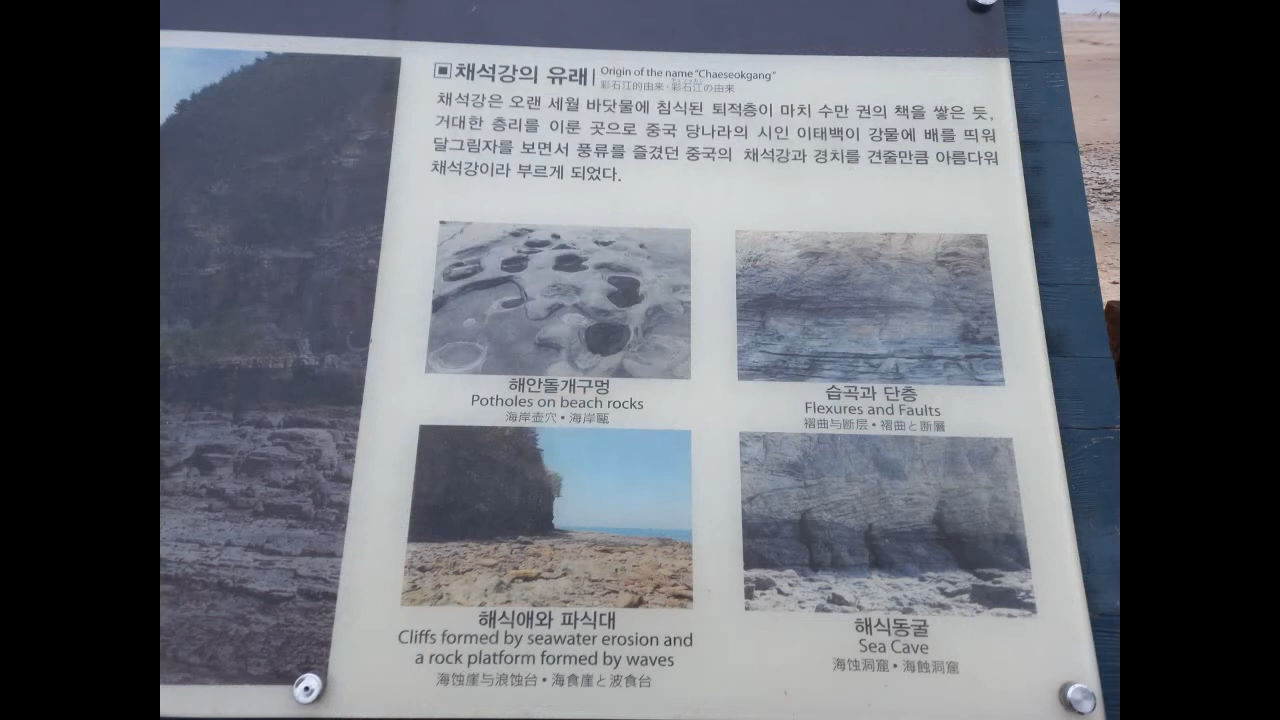 ▣채석강의 유래 | Origin of the name "Chaeseokgang"
彩石江的由来·彩石江の由来
채석강은 오랜 세월 바닷물에 침식된 퇴적층이 마치 수만 권의 책을 쌓은 듯,
거대한 층리를 이룬 곳으로 중국 당나라의 시인 이태백이 강물에 배를 띄워
달그림자를 보면서 풍류를 즐겼던 중국의 채석강과 경치를 견줄만큼 아름다워
채석강이라 부르게 되었다.
해안돌개구멍
Potholes on beach rocks
海岸壶穴·海岸甌
습곡과 단층
Flexures and Faults
褶曲与断层·褶曲と断層
해식애와 파식대
Cliffs formed by seawater erosion and
a rock platform formed by waves
海蚀崖与浪蚀台·海食崖と波食台
해식동굴
Sea Cave
海蚀洞窟·海蝕洞窟